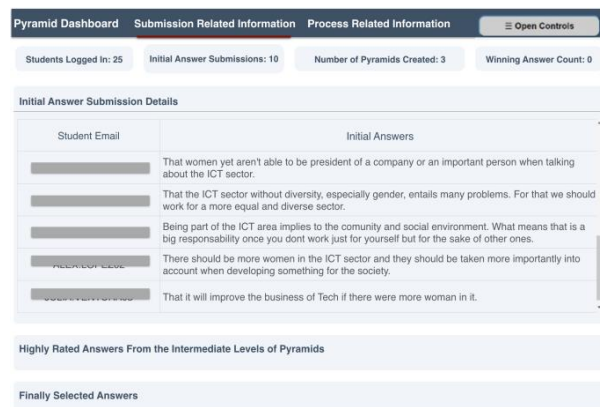 Pyramid Dashboard Submission Related Information Process Related Information ☰ Open Controls
Students Logged In: 25 Initial Answer Submissions: 10 Number of Pyramids Created: 3 Winning Answer Count: 0
Initial Answer Submission Details
Student Email Initial Answers
That women yet aren't able to be president of a company or an important person when talking
about the ICT sector.
That the ICT sector without diversity, especially gender, entails many problems. For that we should
work for a more equal and diverse sector.
Being part of the ICT area implies to the comunity and social environment. What means that is a
big responsability once you dont work just for yourself but for the sake of other ones.
There should be more women in the ICT sector and they should be taken more importantly into
account when developing something for the society.
That it will improve the business of Tech if there were more woman in it.
Highly Rated Answers From the Intermediate Levels of Pyramids
Finally Selected Answers